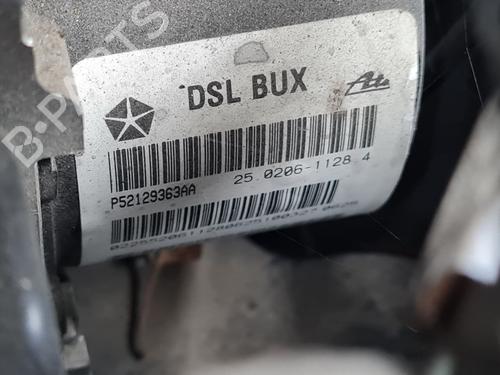 B-PARTS
DSL BUX
Ate
P52129363AA
25.0206-1128.4